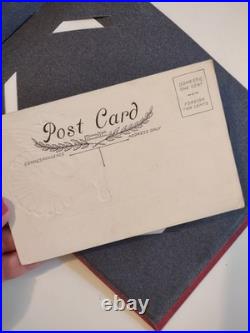 Post Card
CORRESPONDENCE
ADDRESS ONLY
DOMESTIC
ONE CENT
FOREIGN
TWO CENTS